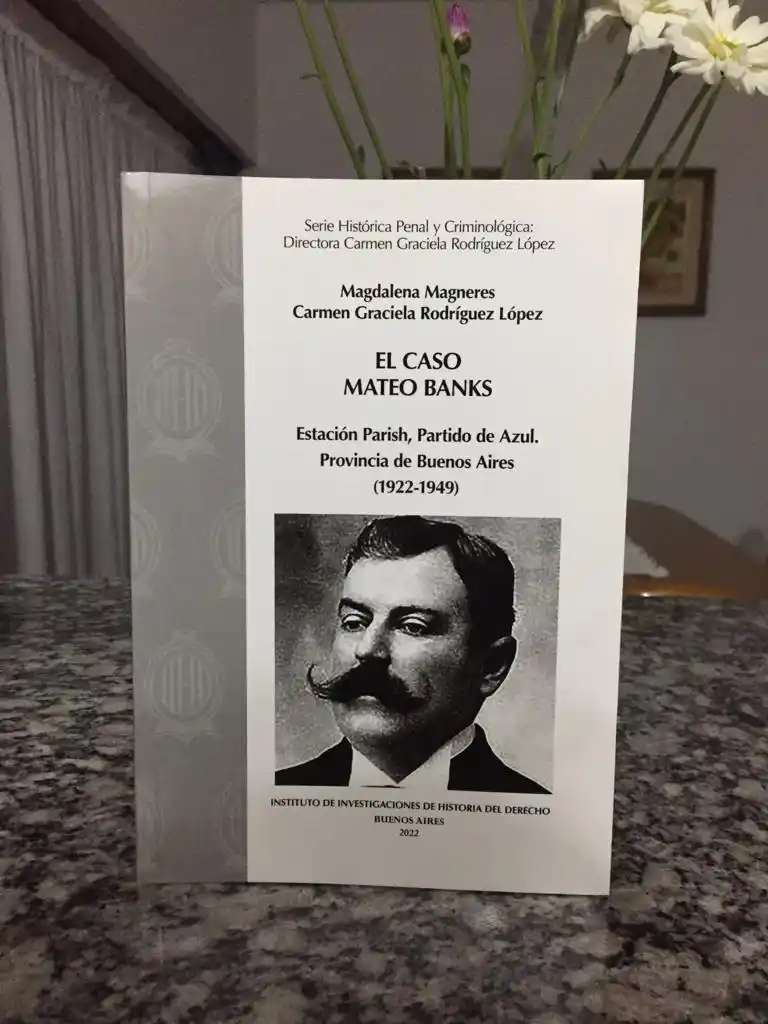 Serie Histórica Penal y Criminológica:
Directora Carmen Graciela Rodríguez López
Magdalena Magneres
Carmen Graciela Rodríguez López
EL CASO
MATEO BANKS
Estación Parish, Partido de Azul.
Provincia de Buenos Aires
(1922-1949)
INSTITUTO DE INVESTIGACIONES DE HISTORIA DEL DERECHO
BUENOS AIRES
2022